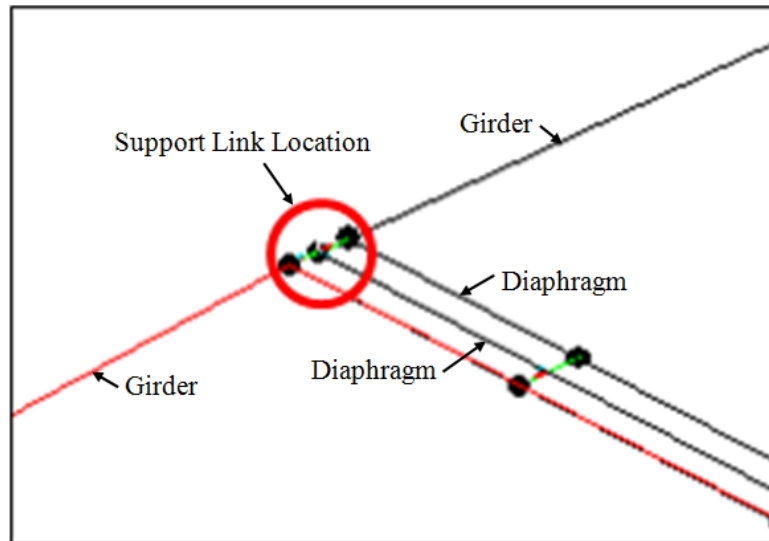 Girder
Support Link Location
Diaphragm
Diaphragm
Girder